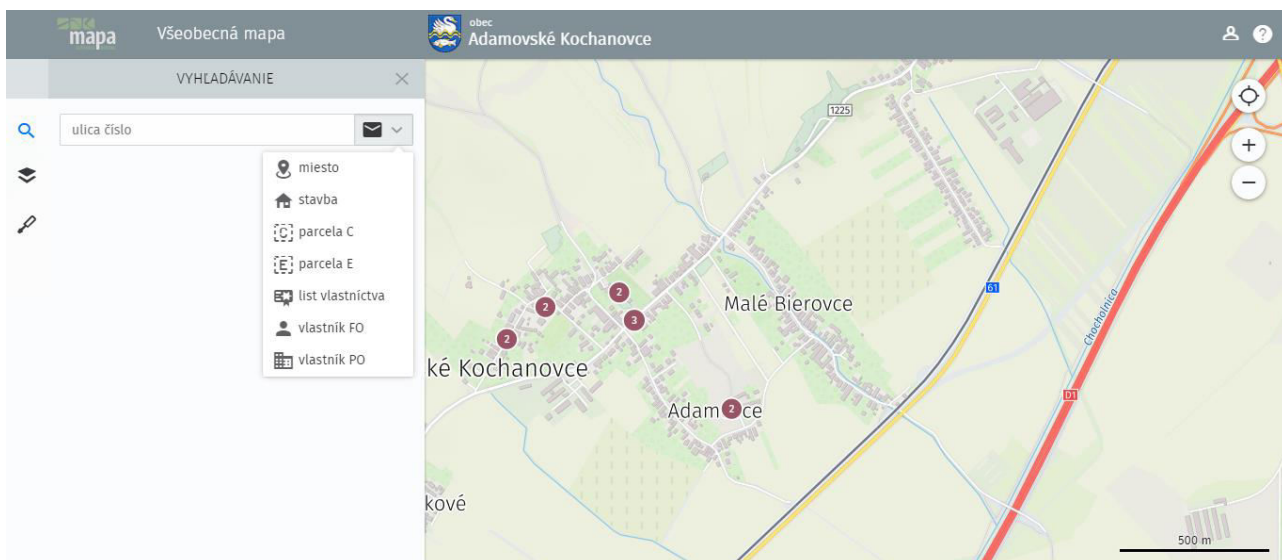 mapa
Všeobecná mapa
obec
Adamovské Kochanovce
VYHĽADÁVANIE
ulica číslo
miesto
stavba
C parcela C
E parcela E
list vlastníctva
vlastník FO
vlastník PO
1225
61
Chocholnica
2
2
3
Malé Bierovce
2
ké Kochanovce
D1
Adam 2 ce
kové
500 m